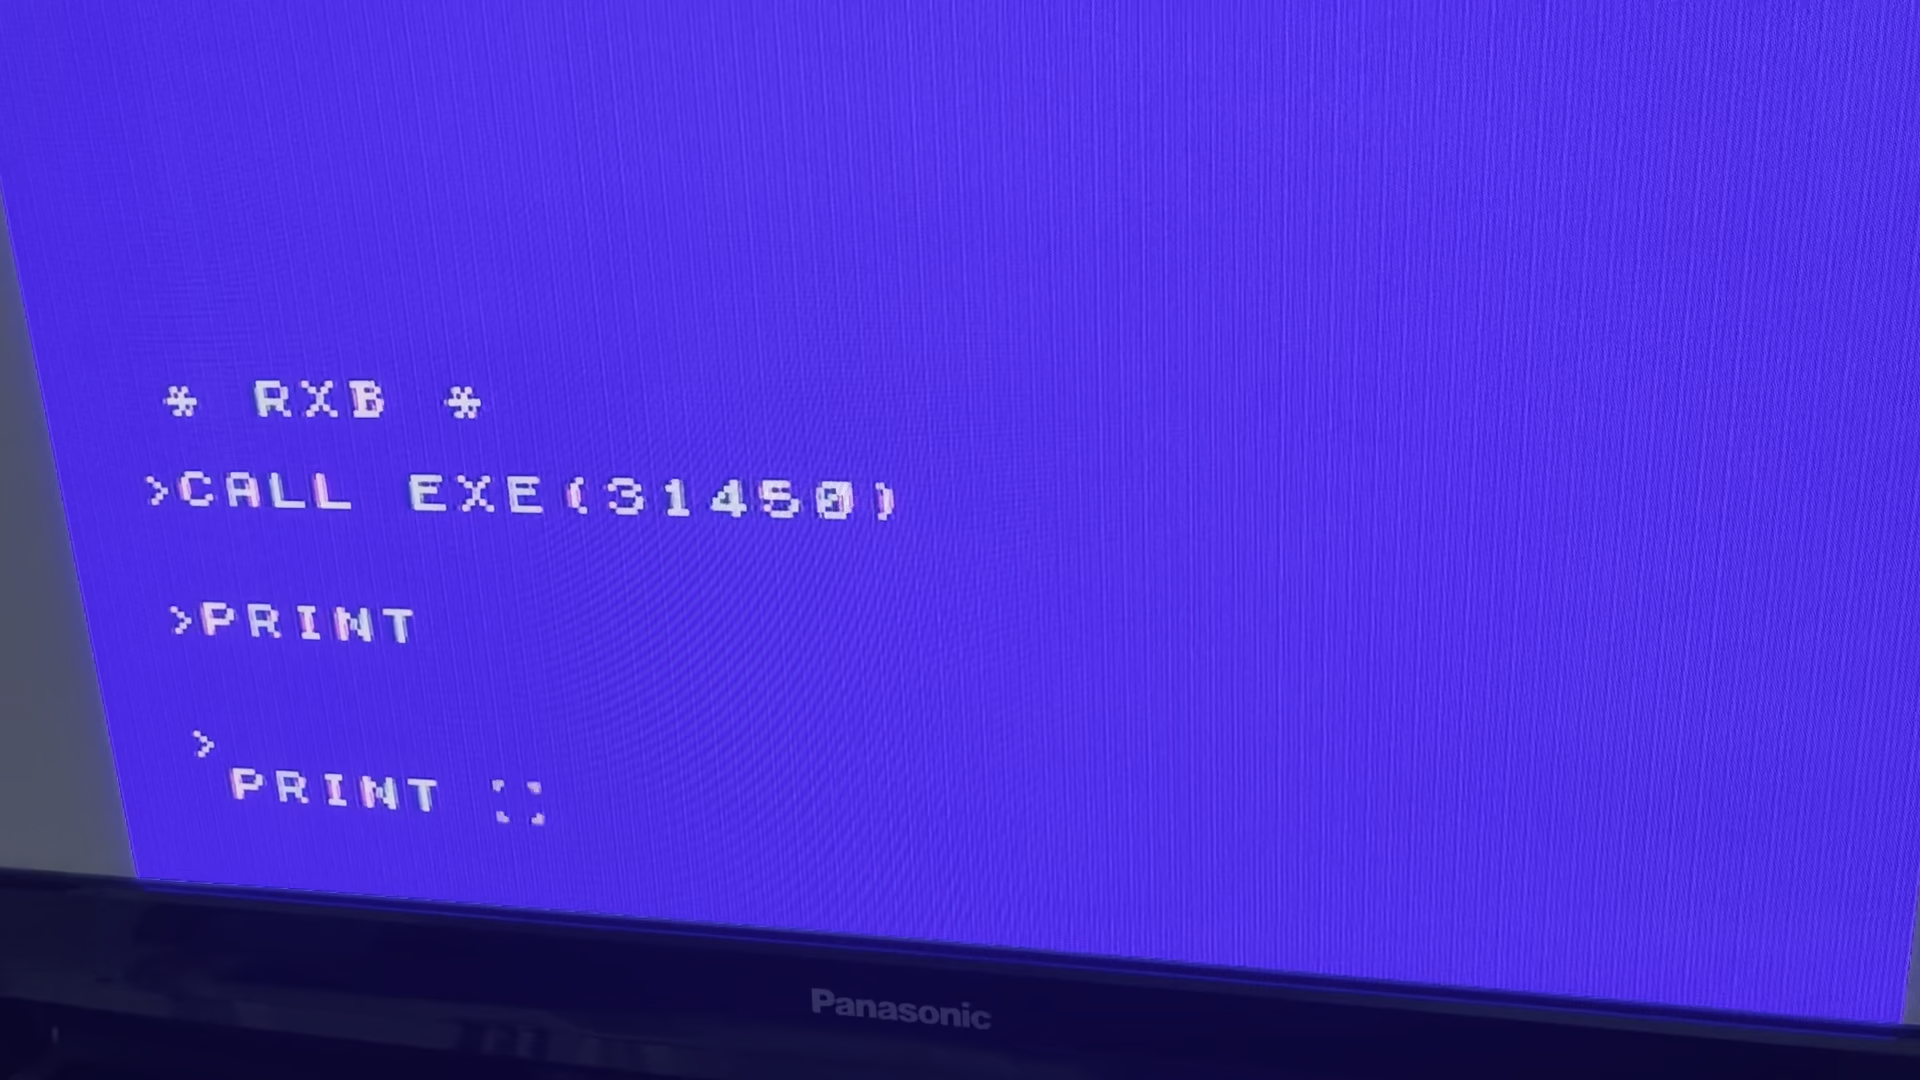 * RXB *
>CALL EXE(31450)
>PRINT
>
PRINT
Panasonic